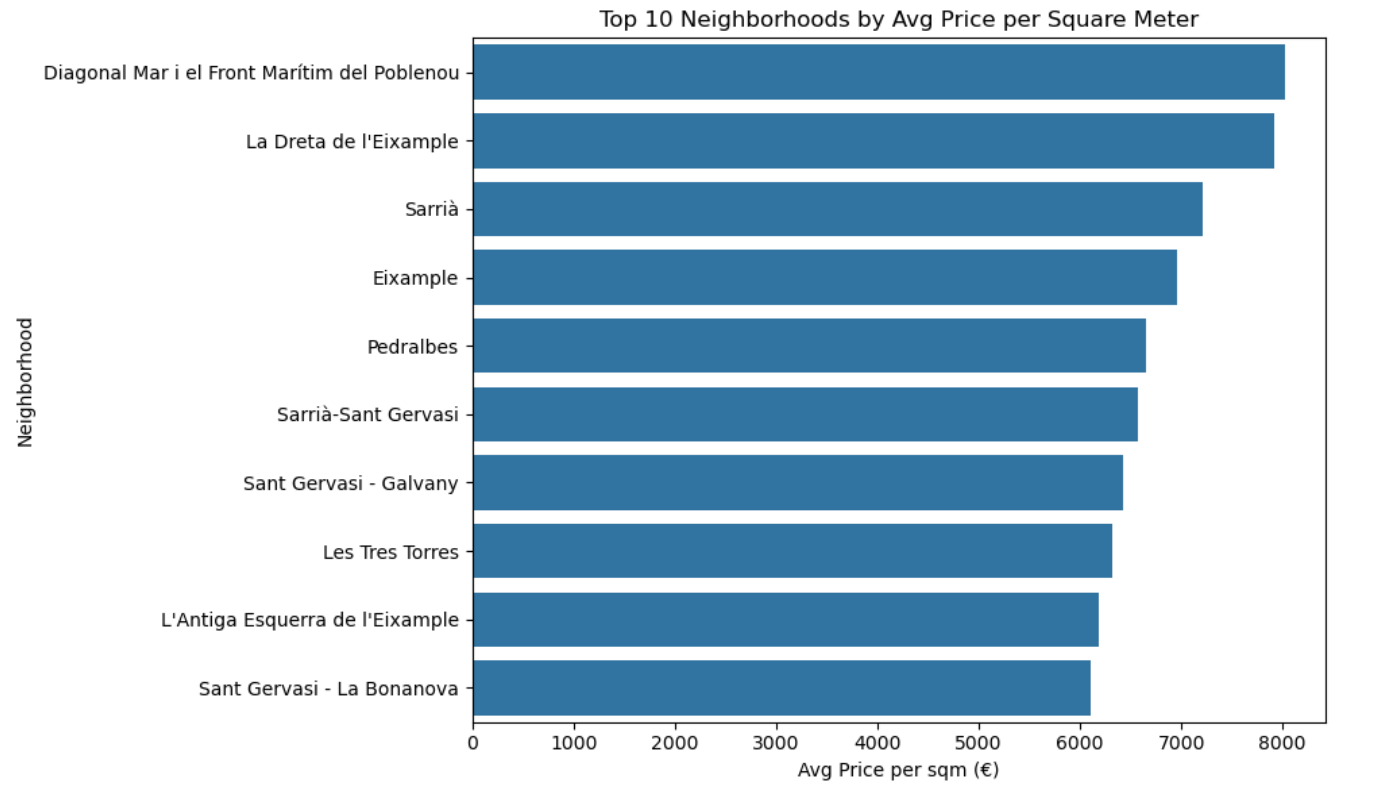 Top 10 Neighborhoods by Avg Price per Square Meter
Neighborhood
Diagonal Mar i el Front Marítim del Poblenou
La Dreta de l'Eixample
Sarrià
Eixample
Pedralbes
Sarrià-Sant Gervasi
Sant Gervasi - Galvany
Les Tres Torres
L'Antiga Esquerra de l'Eixample
Sant Gervasi - La Bonanova
0 1000 2000 3000 4000 5000 6000 7000 8000
Avg Price per sqm (€)